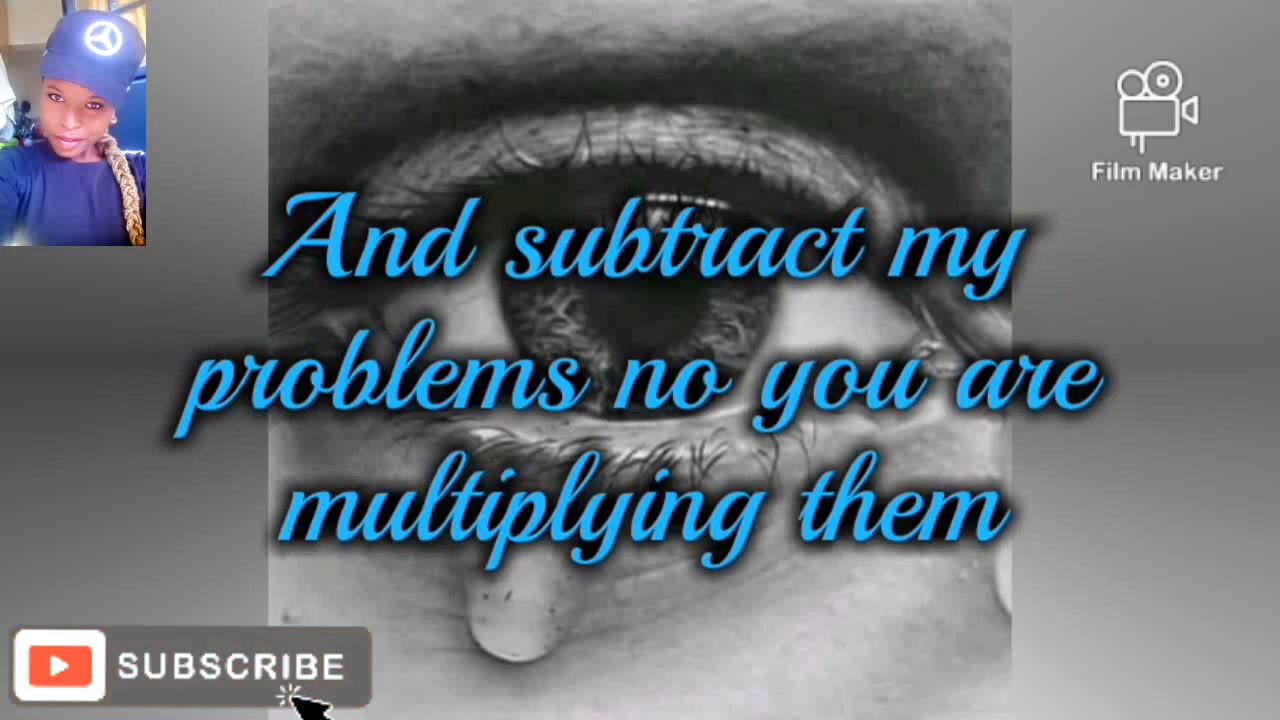 Film Maker
And subtract my
problems no you are
multiplying them
SUBSCRIBE